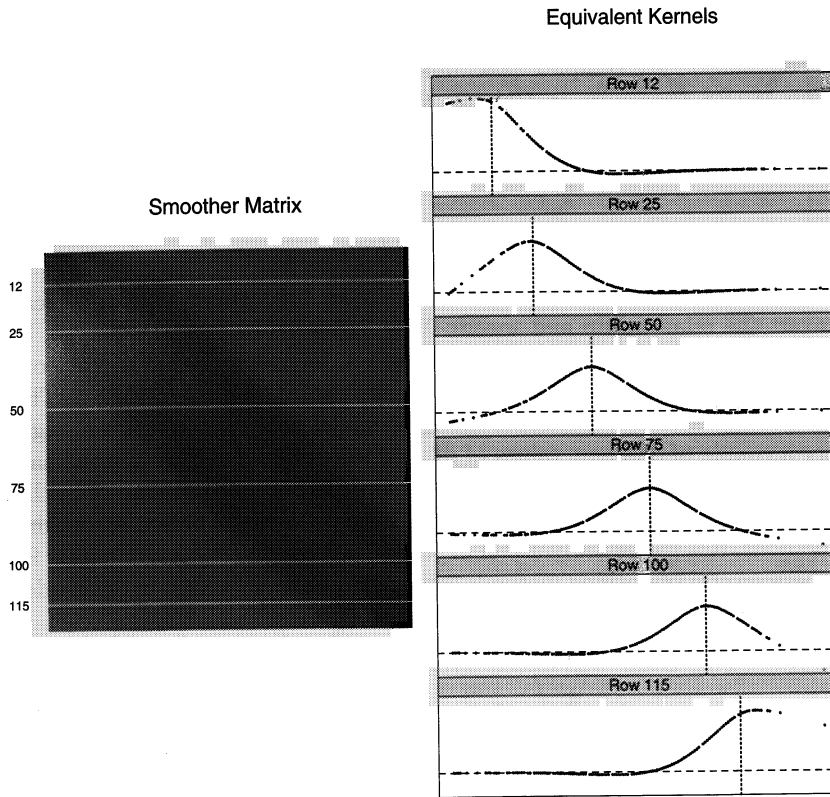 Equivalent Kernels
Row 12
Smoother Matrix
Row 25
12
25
Row 50
50
Row 75
75
100
Row 100
115
Row 115